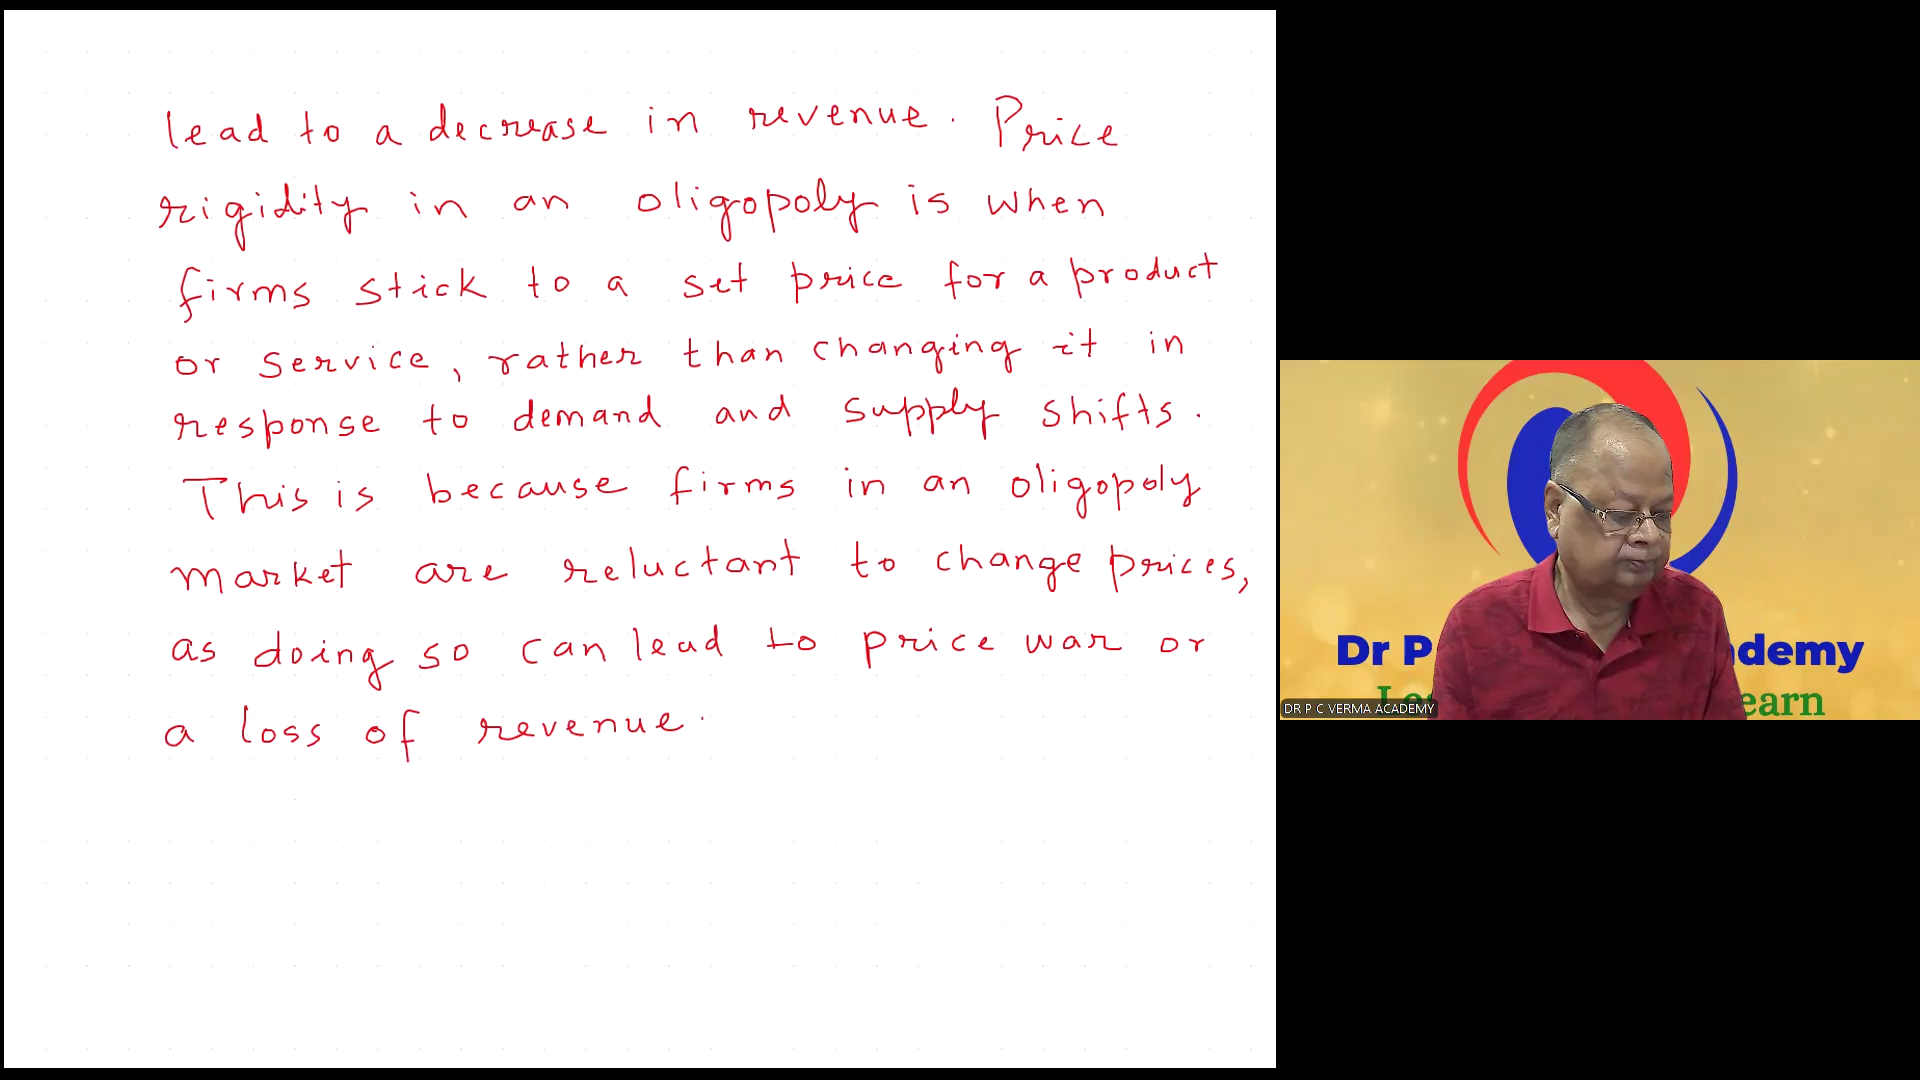 lead to a decrease in revenue. Price
rigidity in an oligopoly is when
firms stick to a set price for a product
or service, rather than changing it in
response to demand and supply shifts.
This is because firms in an oligopoly
market are reluctant to change prices,
as doing so can lead to price war or
a loss of revenue.
Dr P demy
earn
DR P C VERMA ACADEMY